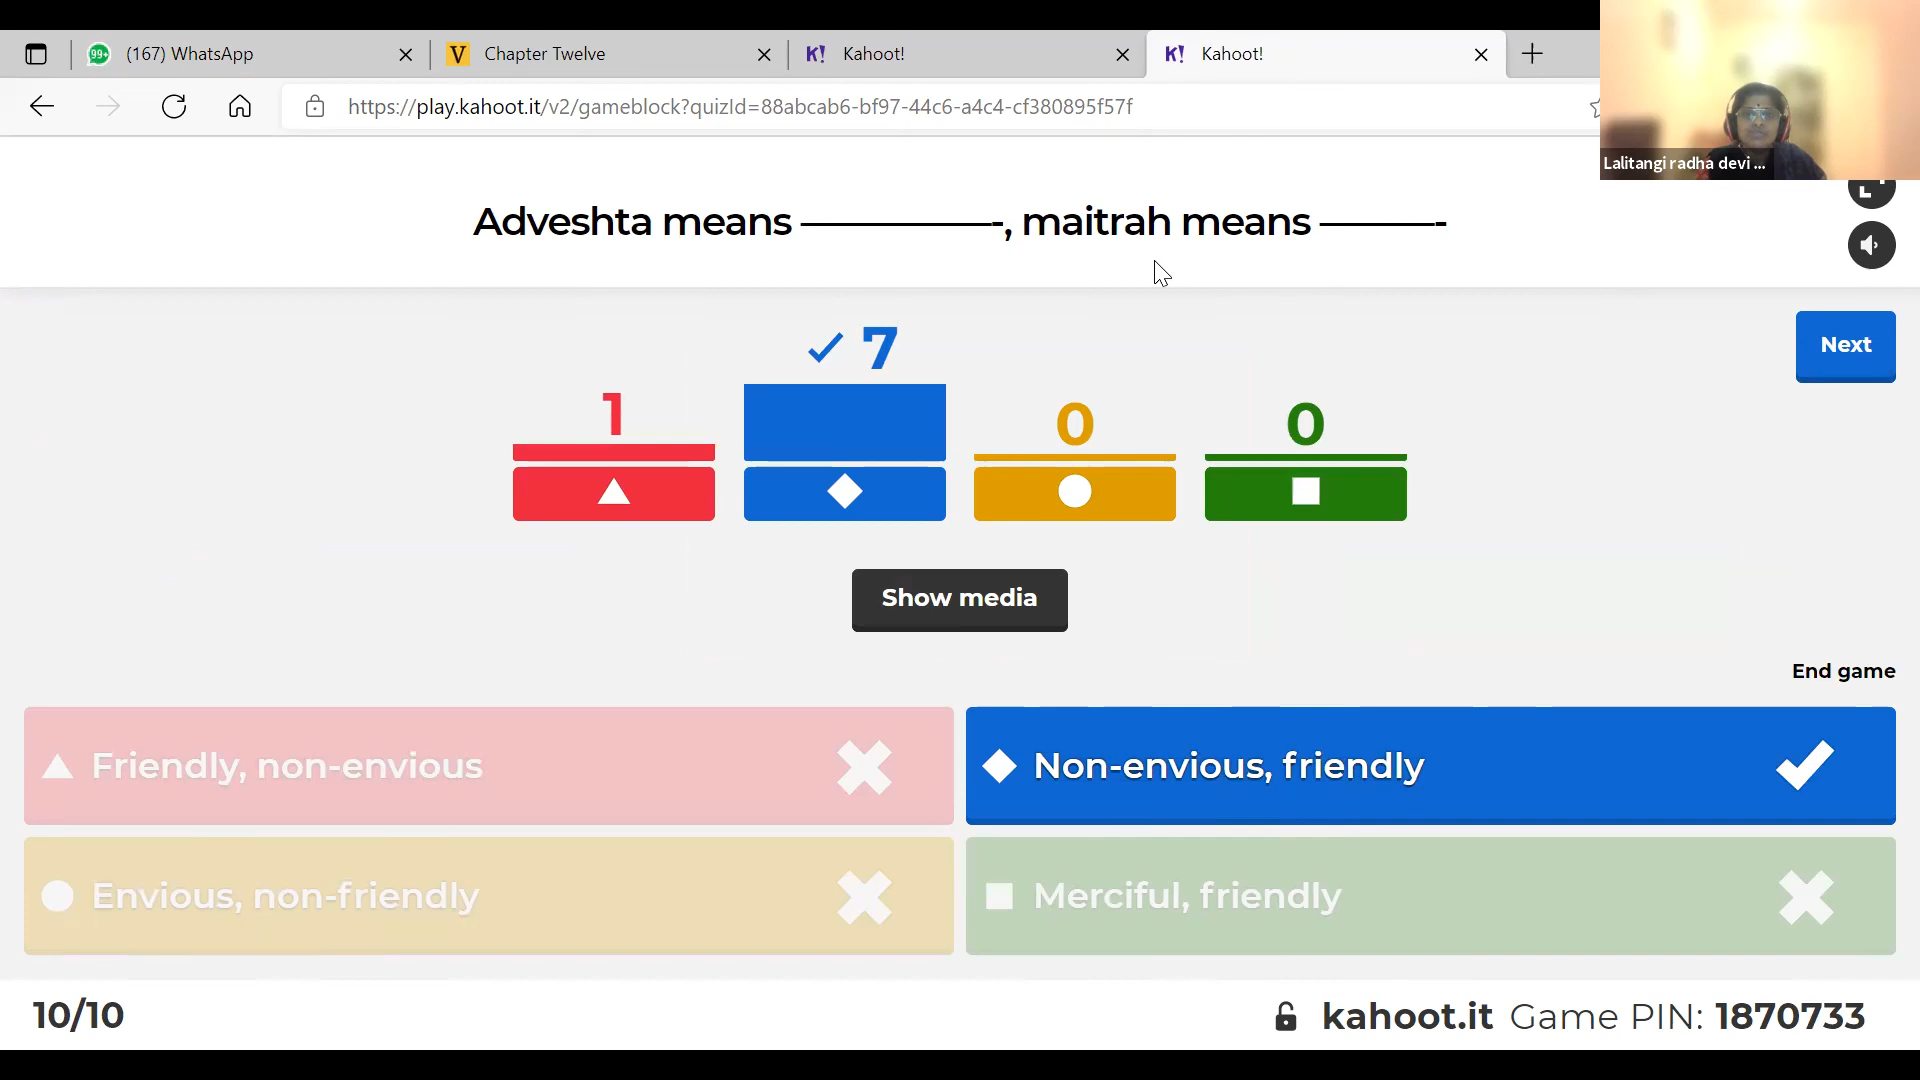 99+ (167) WhatsApp
V Chapter Twelve
K! Kahoot!
K! Kahoot!
https://play.kahoot.it/v2/gameblock?quizId=88abcab6-bf97-44c6-a4c4-cf380895f57f
Lalitangi radha devi ...
Adveshta means —————-, maitrah means ———-
7
1
0
0
Next
Show media
End game
Friendly, non-envious
Non-envious, friendly
Envious, non-friendly
Merciful, friendly
10/10
kahoot.it Game PIN: 1870733